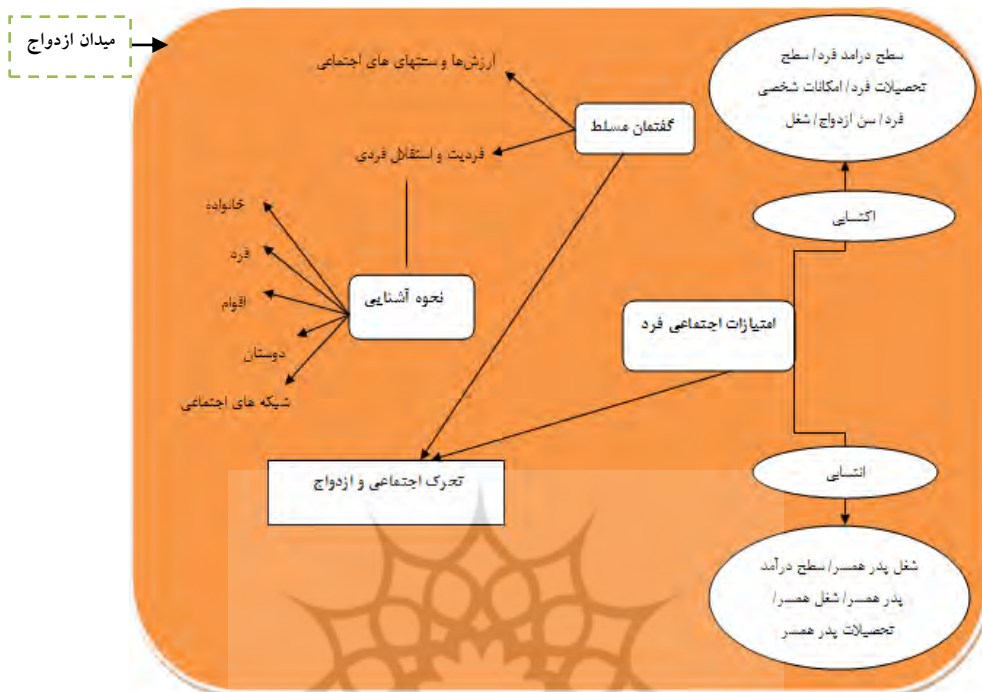 میدان ازدواج
سطح درامد فرد/ سطح
تحصیلات فرد/ امکانات شخصی
فرد/ سن ازدواج/ شغل
ارزش‌ها و سنتهای های اجتماعی
گفتمان مسلط
فردیت و استقلال فردی
اکتسابی
خانواده
فرد
اقوام
دوستان
شبکه های اجتماعی
نحوه آشنایی
امتیازات اجتماعی فرد
تحرک اجتماعی و ازدواج
انتسابی
شغل پدر همسر/ سطح درآمد
پدر همسر/ شغل همسر/
تحصیلات پدر همسر